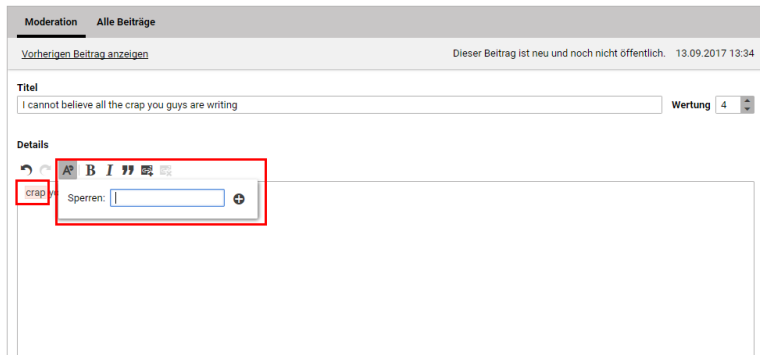 Moderation Alle Beiträge
Vorherigen Beitrag anzeigen Dieser Beitrag ist neu und noch nicht öffentlich. 13.09.2017 13:34
Titel
I cannot believe all the crap you guys are writing Wertung 4
Details
B I
crap
Sperren: